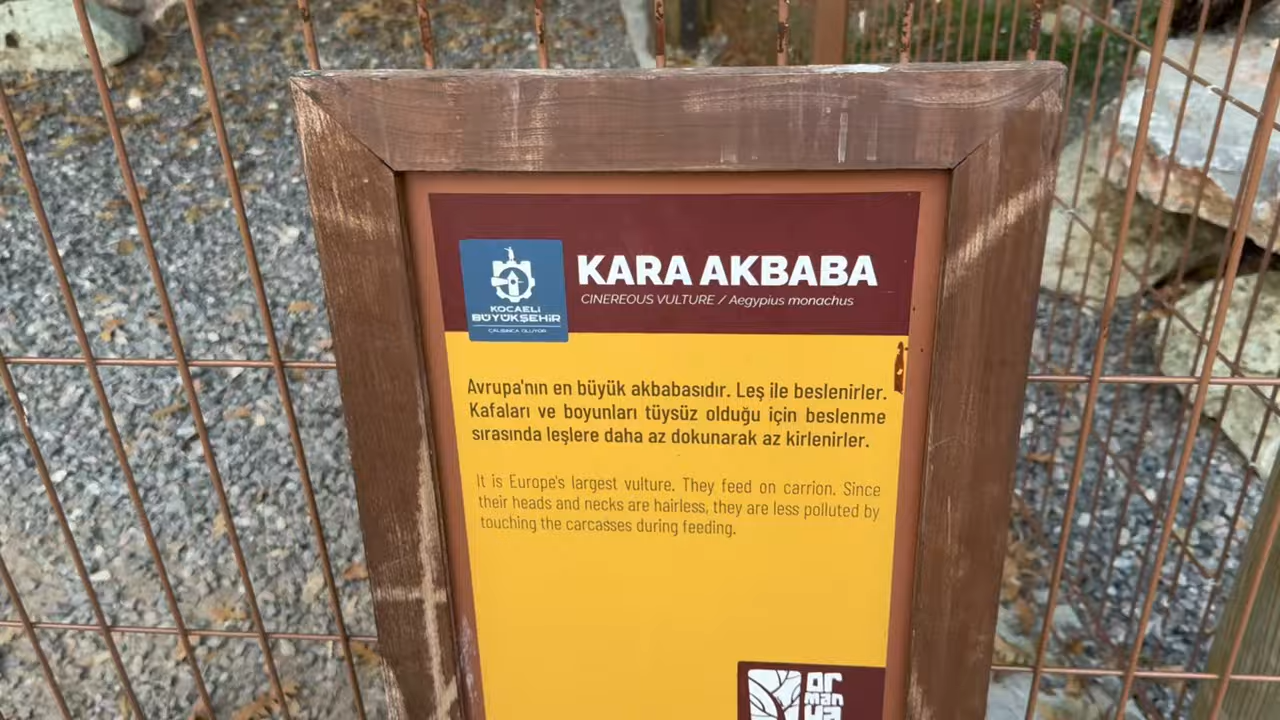 KARA AKBABA
CINEREOUS VULTURE / Aegypius monachus
KOCAELİ
BÜYÜKŞEHİR
ÇALIŞINCA OLUYOR
Avrupa'nın en büyük akbabasıdır. Leş ile beslenirler.
Kafaları ve boyunları tüysüz olduğu için beslenme
sırasında leşlere daha az dokunarak az kirlenirler.
It is Europe's largest vulture. They feed on carrion. Since
their heads and necks are hairless, they are less polluted by
touching the carcasses during feeding.
or
man
ya